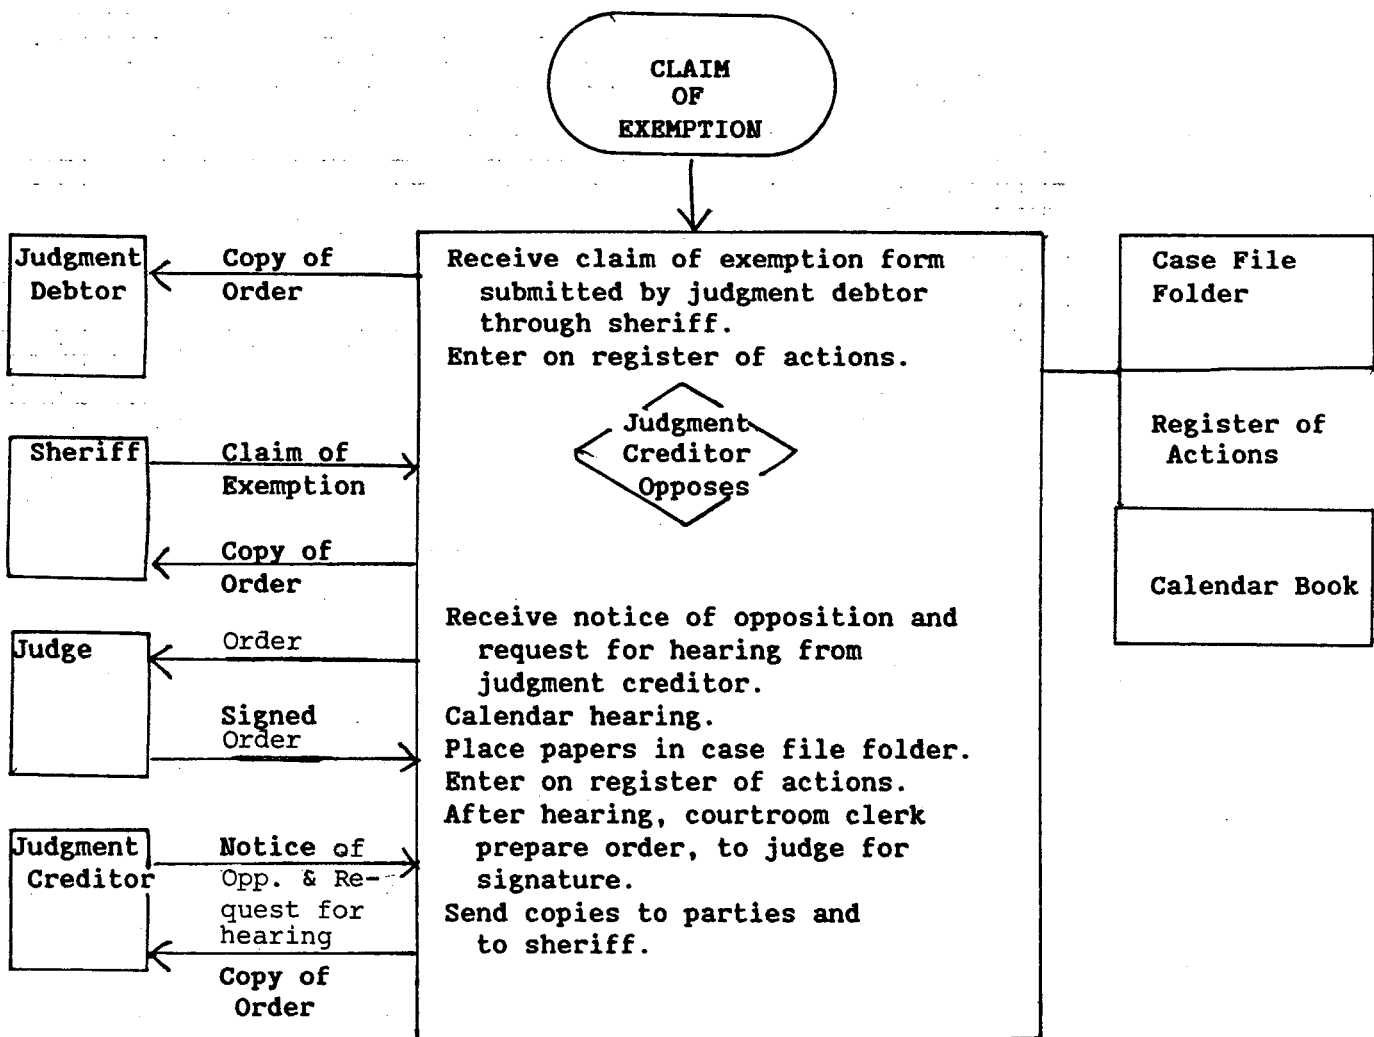 CLAIM
OF
EXEMPTION
Judgment
Debtor
Copy of
Order
Sheriff
Claim of
Exemption
Copy of
Order
Judge
Order
Signed
Order
Judgment
Creditor
Notice of
Opp. & Re-
quest for
hearing
Copy of
Order
Receive claim of exemption form
submitted by judgment debtor
through sheriff.
Enter on register of actions.
Judgment
Creditor
Opposes
Receive notice of opposition and
request for hearing from
judgment creditor.
Calendar hearing.
Place papers in case file folder.
Enter on register of actions.
After hearing, courtroom clerk
prepare order, to judge for
signature.
Send copies to parties and
to sheriff.
Case File
Folder
Register of
Actions
Calendar Book